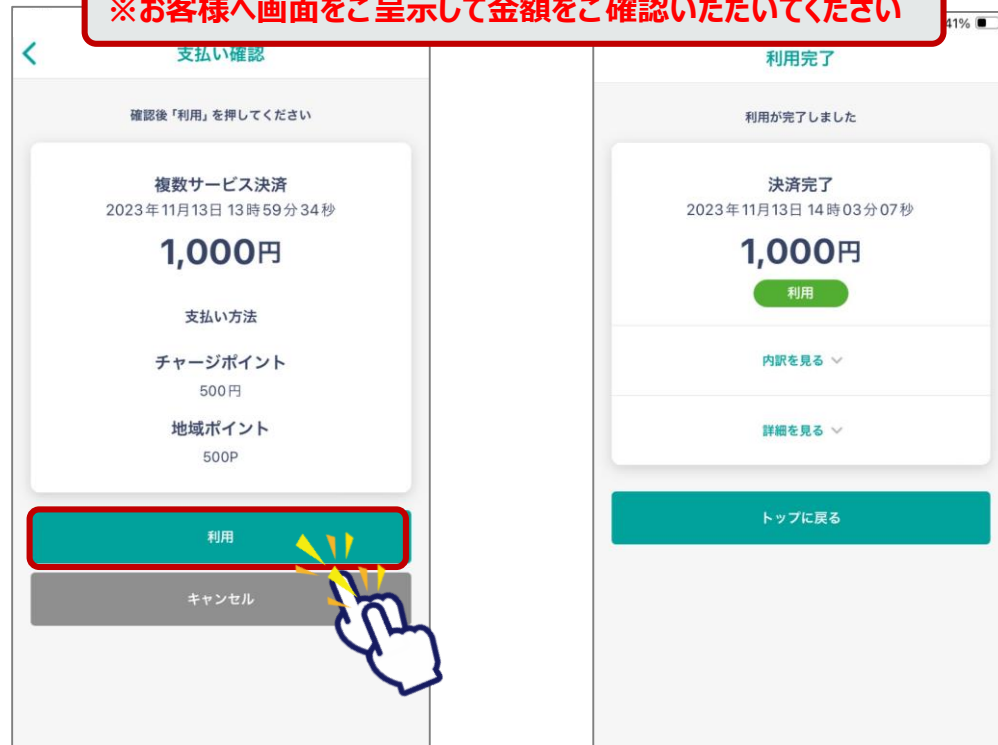 ※お客様へ画面をご呈示して金額をご確認いただいてください
41%
支払い確認
確認後「利用」を押してください
複数サービス決済
2023年11月13日 13時59分34秒
1,000円
支払い方法
チャージポイント
500円
地域ポイント
500P
利用
キャンセル
利用完了
利用が完了しました
決済完了
2023年11月13日 14時03分07秒
1,000円
利用
内訳を見る
詳細を見る
トップに戻る